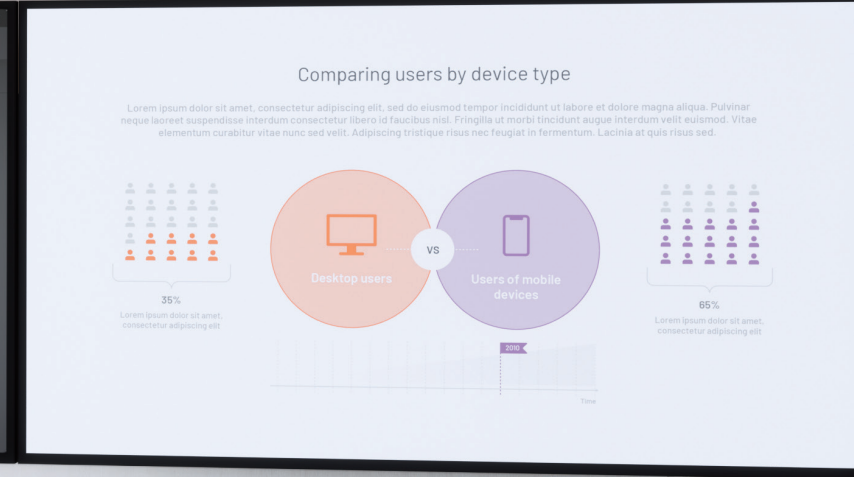 Comparing users by device type
Lorem ipsum dolor sit amet, consectetur adipiscing elit, sed do eiusmod tempor incididunt ut labore et dolore magna aliqua. Pulvinar
neque laoreet suspendisse interdum consectetur libero id faucibus nisl. Fringilla ut morbi tincidunt augue interdum velit euismod. Vitae
elementum curabitur vitae nunc sed velit. Adipiscing tristique risus nec feugiat in fermentum. Lacinia at quis risus sed.
Desktop users
VS
Users of mobile
devices
35%
Lorem ipsum dolor sit amet,
consectetur adipiscing elit
65%
Lorem ipsum dolor sit amet,
consectetur adipiscing elit
2010
Time